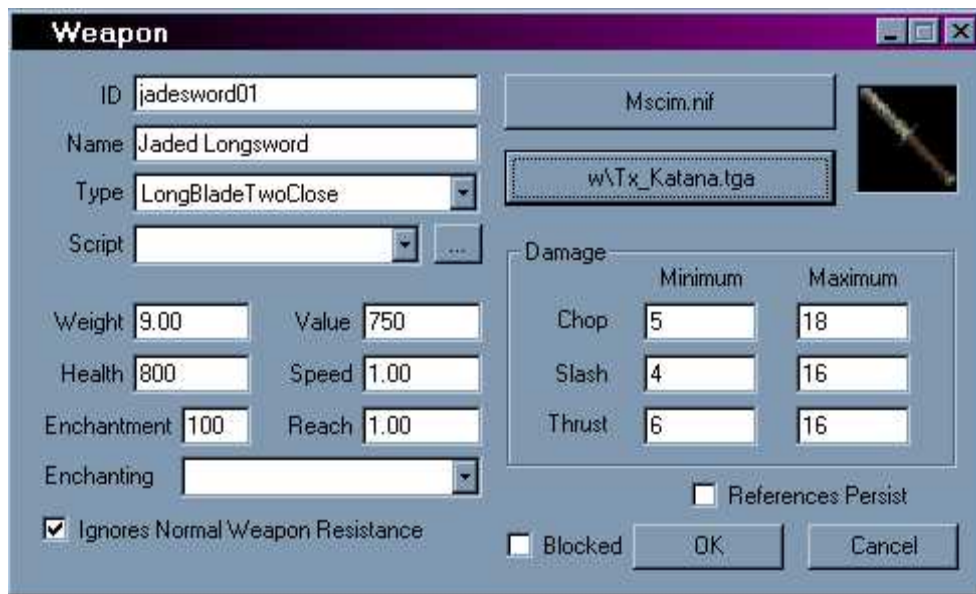 Weapon
ID jadesword01
Mscim.nif
Name Jaded Longsword
w\Tx_Katana.tga
Type LongBladeTwoClose
Script ...
Damage
Minimum Maximum
Weight 9.00 Value 750
Chop 5 18
Health 800 Speed 1.00
Slash 4 16
Enchantment 100 Reach 1.00
Thrust 6 16
Enchanting
References Persist
Ignores Normal Weapon Resistance
Blocked OK Cancel